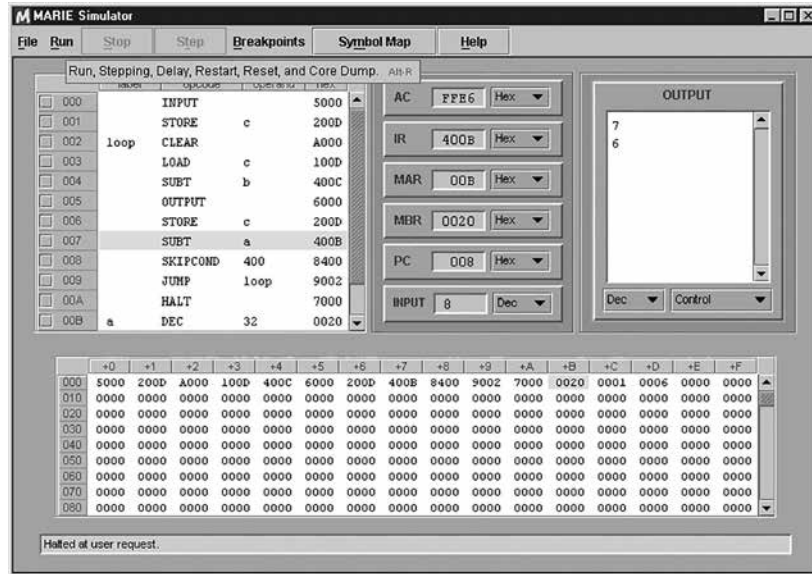 MARIE Simulator
File Run Stop Step Breakpoints Symbol Map Help
Run, Stepping, Delay, Restart, Reset, and Core Dump. Alt-R
label opcode operand hex
000 INPUT 5000
001 STORE c 200D
002 loop CLEAR A000
003 LOAD c 100D
004 SUBT b 400C
005 OUTPUT 6000
006 STORE c 200D
007 SUBT a 400B
008 SKIPCOND 400 8400
009 JUMP loop 9002
00A HALT 7000
00B a DEC 32 0020
AC FFE6 Hex
IR 400B Hex
MAR 00B Hex
MBR 0020 Hex
PC 008 Hex
INPUT 8 Dec
OUTPUT
7
6
Dec Control
+0 +1 +2 +3 +4 +5 +6 +7 +8 +9 +A +B +C +D +E +F
000 5000 200D A000 100D 400C 6000 200D 400B 8400 9002 7000 0020 0001 0006 0000 0000
010 0000 0000 0000 0000 0000 0000 0000 0000 0000 0000 0000 0000 0000 0000 0000 0000
020 0000 0000 0000 0000 0000 0000 0000 0000 0000 0000 0000 0000 0000 0000 0000 0000
030 0000 0000 0000 0000 0000 0000 0000 0000 0000 0000 0000 0000 0000 0000 0000 0000
040 0000 0000 0000 0000 0000 0000 0000 0000 0000 0000 0000 0000 0000 0000 0000 0000
050 0000 0000 0000 0000 0000 0000 0000 0000 0000 0000 0000 0000 0000 0000 0000 0000
060 0000 0000 0000 0000 0000 0000 0000 0000 0000 0000 0000 0000 0000 0000 0000 0000
070 0000 0000 0000 0000 0000 0000 0000 0000 0000 0000 0000 0000 0000 0000 0000 0000
080 0000 0000 0000 0000 0000 0000 0000 0000 0000 0000 0000 0000 0000 0000 0000 0000
Halted at user request.